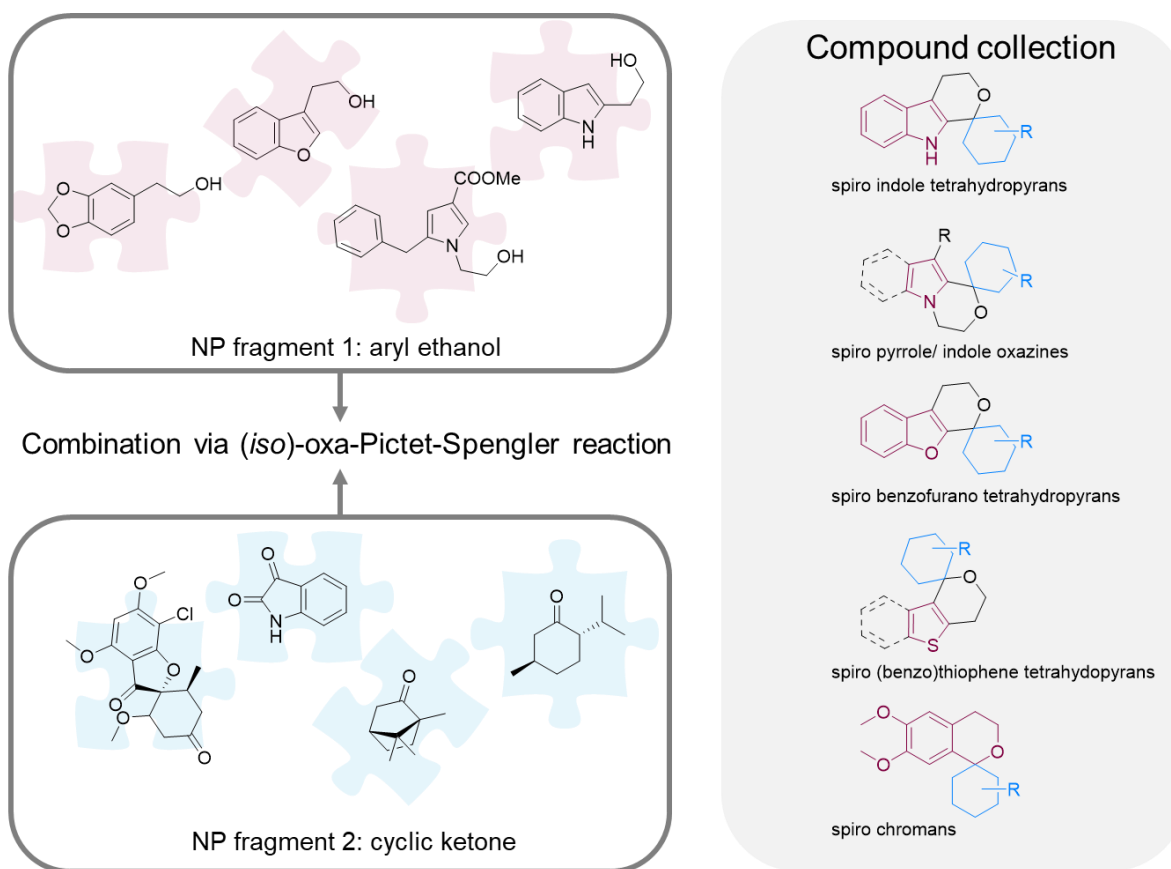 OH
HO
N
H
O
O
O
OH
COOMe
N
OH
NP fragment 1: aryl ethanol
Combination via (iso)-oxa-Pictet-Spengler reaction
O
O
Cl
O
O
O
O
O
O
N
H
O
O
NP fragment 2: cyclic ketone
Compound collection
O
N
H
R
spiro indole tetrahydropyrans
R
N
O
R
spiro pyrrole/ indole oxazines
O
O
R
spiro benzofurano tetrahydropyrans
R
O
S
spiro (benzo)thiophene tetrahydopyrans
O
O
O
R
spiro chromans